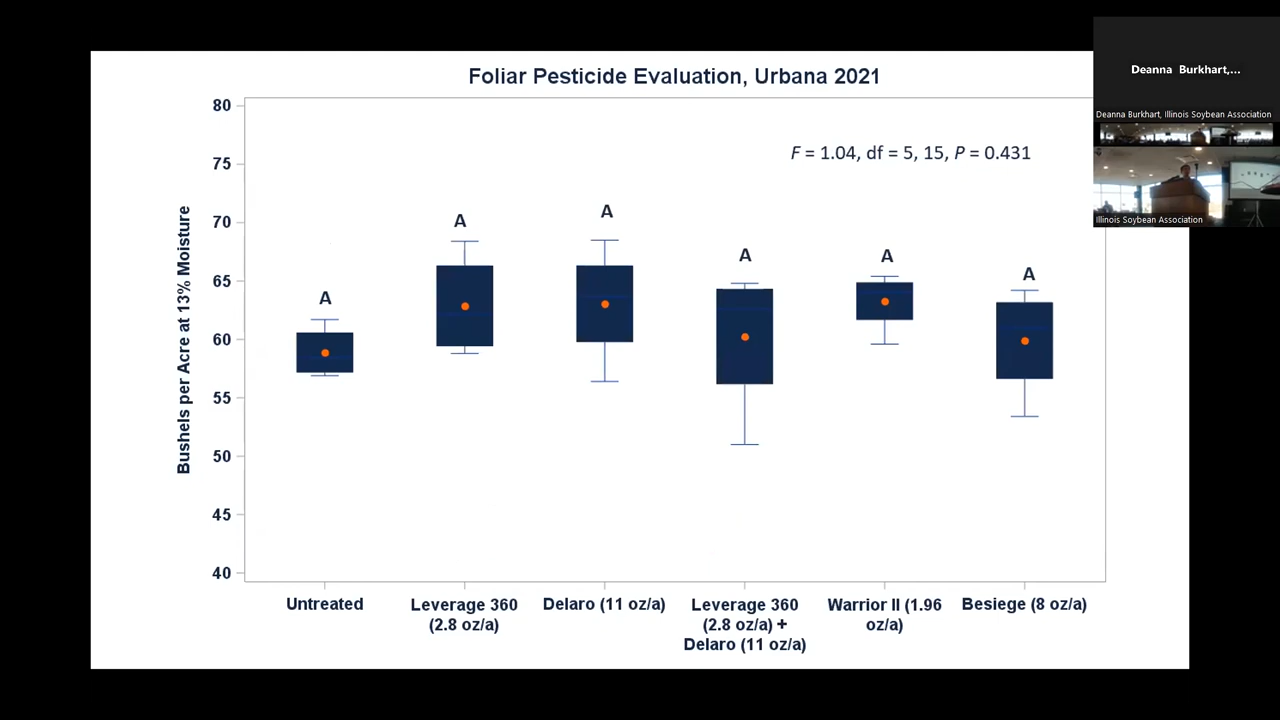 Foliar Pesticide Evaluation, Urbana 2021
Deanna Burkhart,...
Deanna Burkhart, Illinois Soybean Association
Illinois Soybean Association
F = 1.04, df = 5, 15, P = 0.431
Bushels per Acre at 13% Moisture
80
75
70
65
60
55
50
45
40
A
A
A
A
A
A
Untreated
Leverage 360
(2.8 oz/a)
Delaro (11 oz/a)
Leverage 360
(2.8 oz/a) +
Delaro (11 oz/a)
Warrior II (1.96
oz/a)
Besiege (8 oz/a)